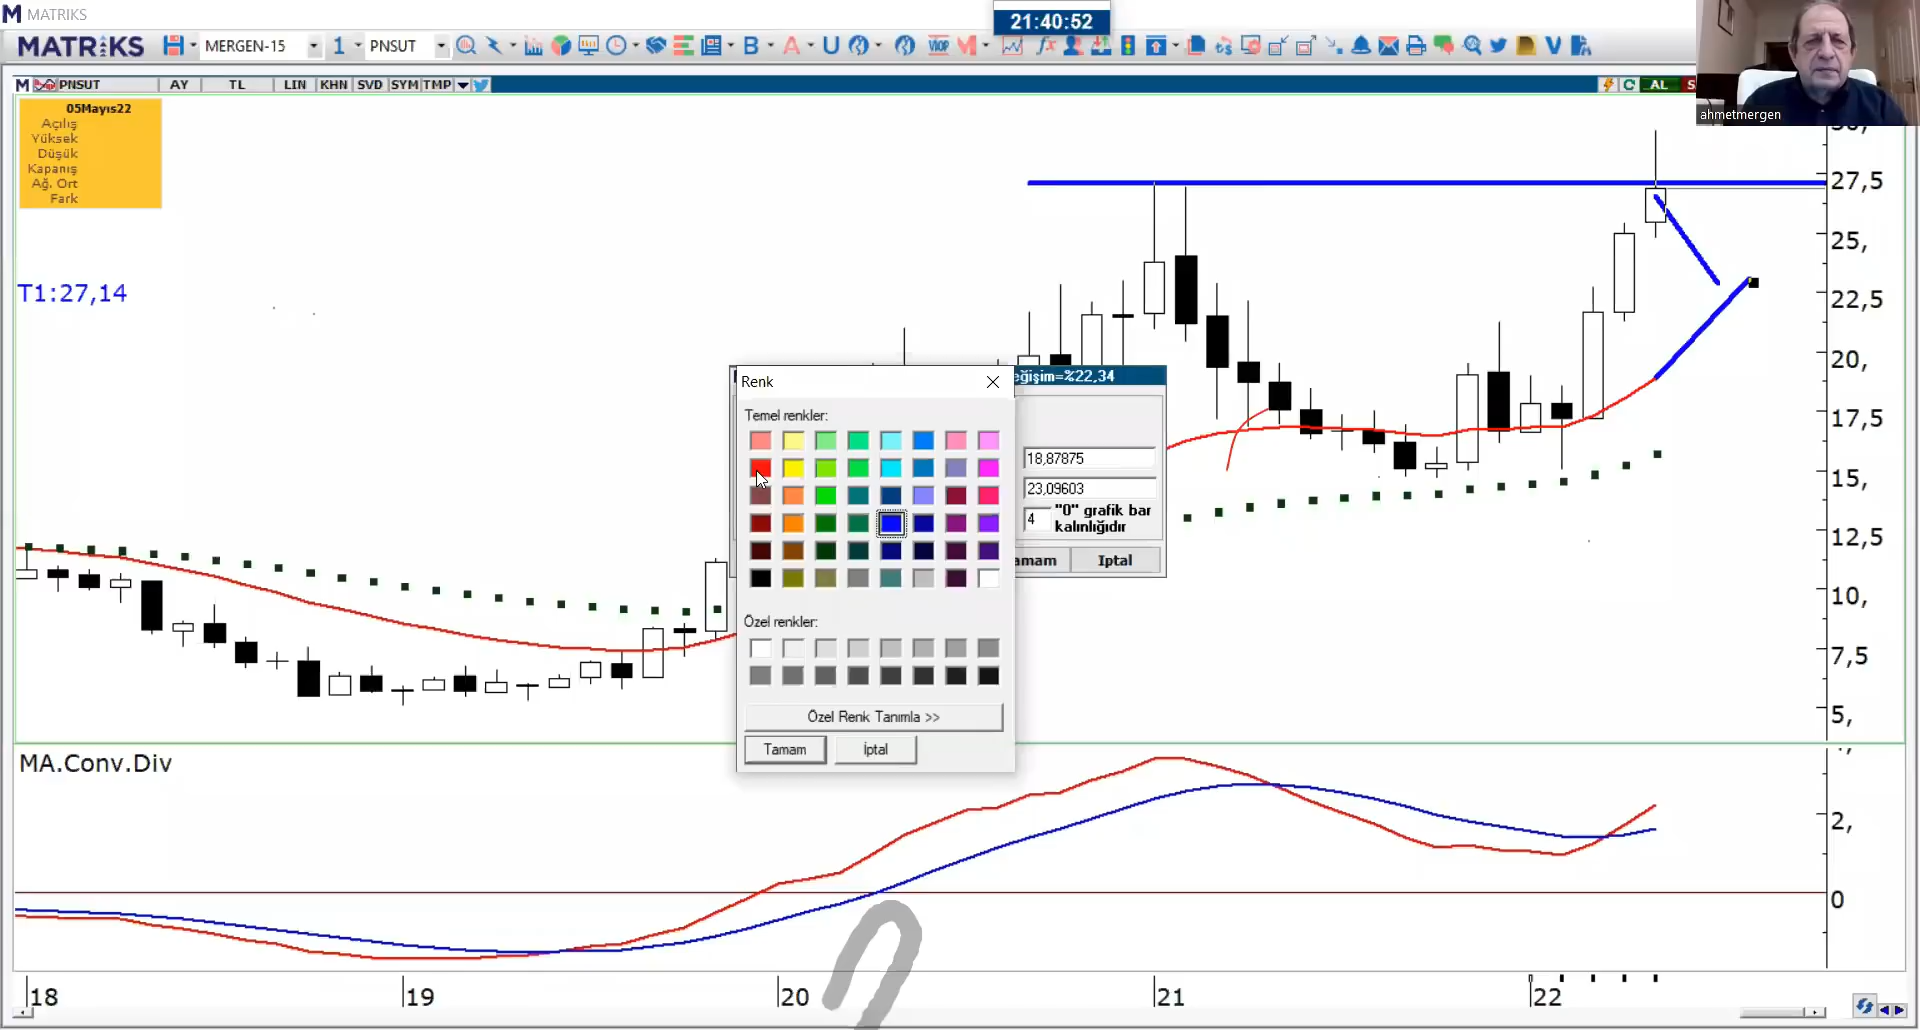 MATRIKS
21:40:52
MATRIKS MERGEN-15 1 PNSUT B A U VIOP M fx V
ahmetmergen
M PNSUT AY TL LIN KHN SVD SYM TMP AL
05Mayıs22
Açılış
Yüksek
Düşük
Kapanış
Ağ. Ort
Fark
T1:27,14
27,5
25,
22,5
20,
17,5
15,
12,5
10,
7,5
5,
Renk
eğişim=%22,34
Temel renkler:
18,87875
23,09603
4 "0" grafik bar
kalınlığıdır
amam Iptal
Özel renkler:
Özel Renk Tanımla >>
Tamam İptal
MA.Conv.Div
2,
0
18 19 20 21 22